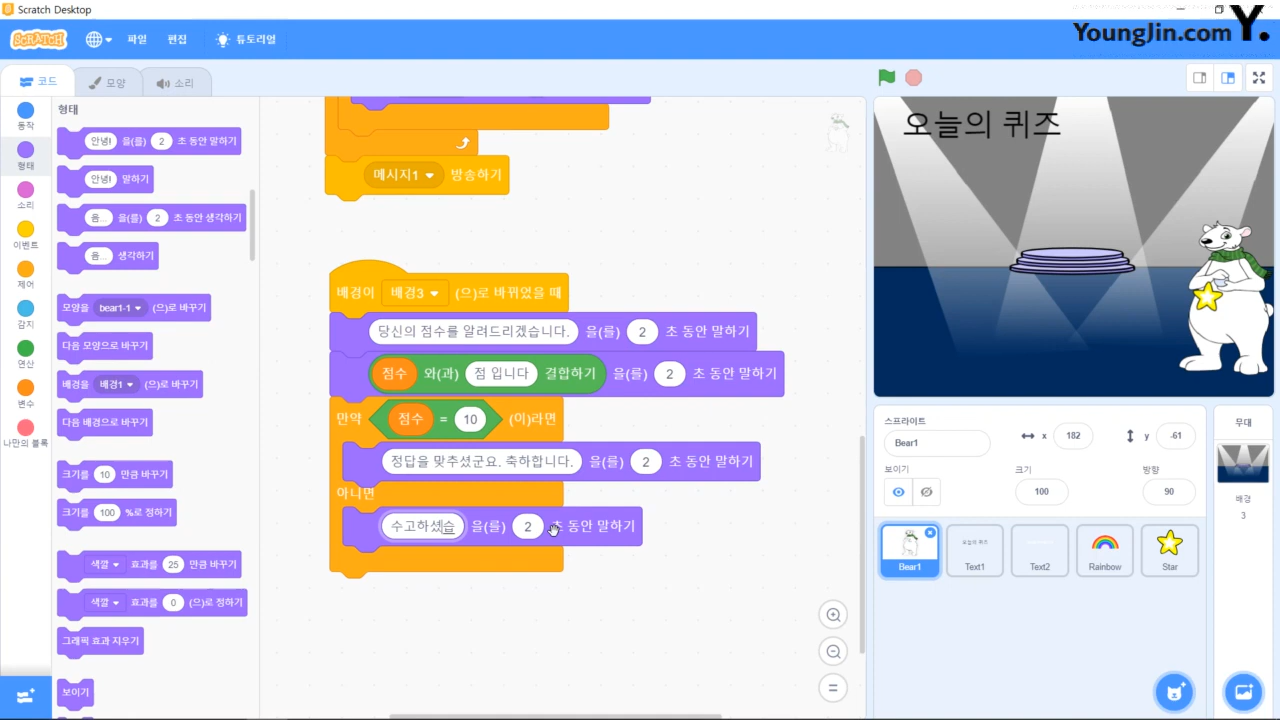 Scratch Desktop
SCRATCH
파일
편집
튜토리얼
YoungJin.com Y.
코드
모양
소리
동작
형태
소리
이벤트
제어
감지
연산
변수
나만의 블록
형태
안녕! 을(를) 2 초 동안 말하기
안녕! 말하기
음... 을(를) 2 초 동안 생각하기
음... 생각하기
모양을 bear1-1 (으)로 바꾸기
다음 모양으로 바꾸기
배경을 배경1 (으)로 바꾸기
다음 배경으로 바꾸기
크기를 10 만큼 바꾸기
크기를 100 %로 정하기
색깔 효과를 25 만큼 바꾸기
색깔 효과를 0 (으)로 정하기
그래픽 효과 지우기
보이기
메시지1 방송하기
배경이 배경3 (으)로 바뀌었을 때
당신의 점수를 알려드리겠습니다. 을(를) 2 초 동안 말하기
점수 와(과) 점 입니다 결합하기 을(를) 2 초 동안 말하기
만약 점수 = 10 (이)라면
정답을 맞추셨군요. 축하합니다. 을(를) 2 초 동안 말하기
아니면
수고하셨습 을(를) 2 초 동안 말하기
오늘의 퀴즈
스프라이트
Bear1
x 182
y -61
보이기
크기
100
방향
90
Bear1
오늘의 퀴즈
Text1
Text2
Rainbow
Star
무대
배경
3